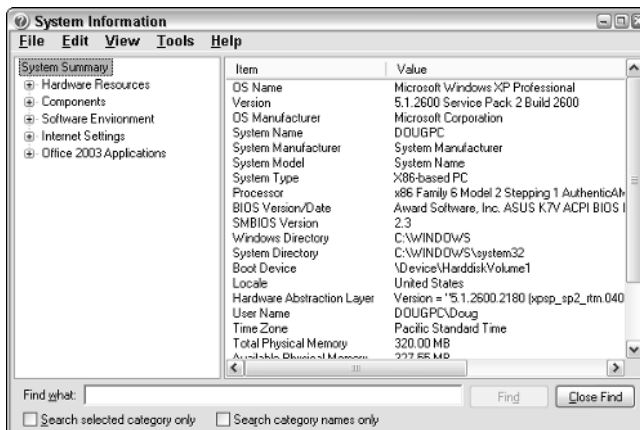 System Information
File Edit View Tools Help
System Summary
Hardware Resources
Components
Software Environment
Internet Settings
Office 2003 Applications
Item Value
OS Name Microsoft Windows XP Professional
Version 5.1.2600 Service Pack 2 Build 2600
OS Manufacturer Microsoft Corporation
System Name DOUGPC
System Manufacturer System Manufacturer
System Model System Name
System Type X86-based PC
Processor x86 Family 6 Model 2 Stepping 1 AuthenticAM
BIOS Version/Date Award Software, Inc. ASUS K7V ACPI BIOS
SMBIOS Version 2.3
Windows Directory C:\WINDOWS
System Directory C:\WINDOWS\system32
Boot Device \Device\HarddiskVolume1
Locale United States
Hardware Abstraction Layer Version = "5.1.2600.2180 (xpsp_sp2_rtm.040
User Name DOUGPC\Doug
Time Zone Pacific Standard Time
Total Physical Memory 320.00 MB
Available Physical Memory MB
Find what: Find Close Find
Search selected category only Search category names only